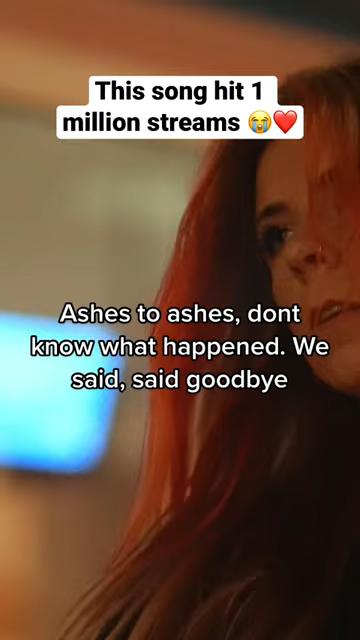 This song hit 1
million streams 😭❤️
Ashes to ashes, dont
know what happened. We
said, said goodbye